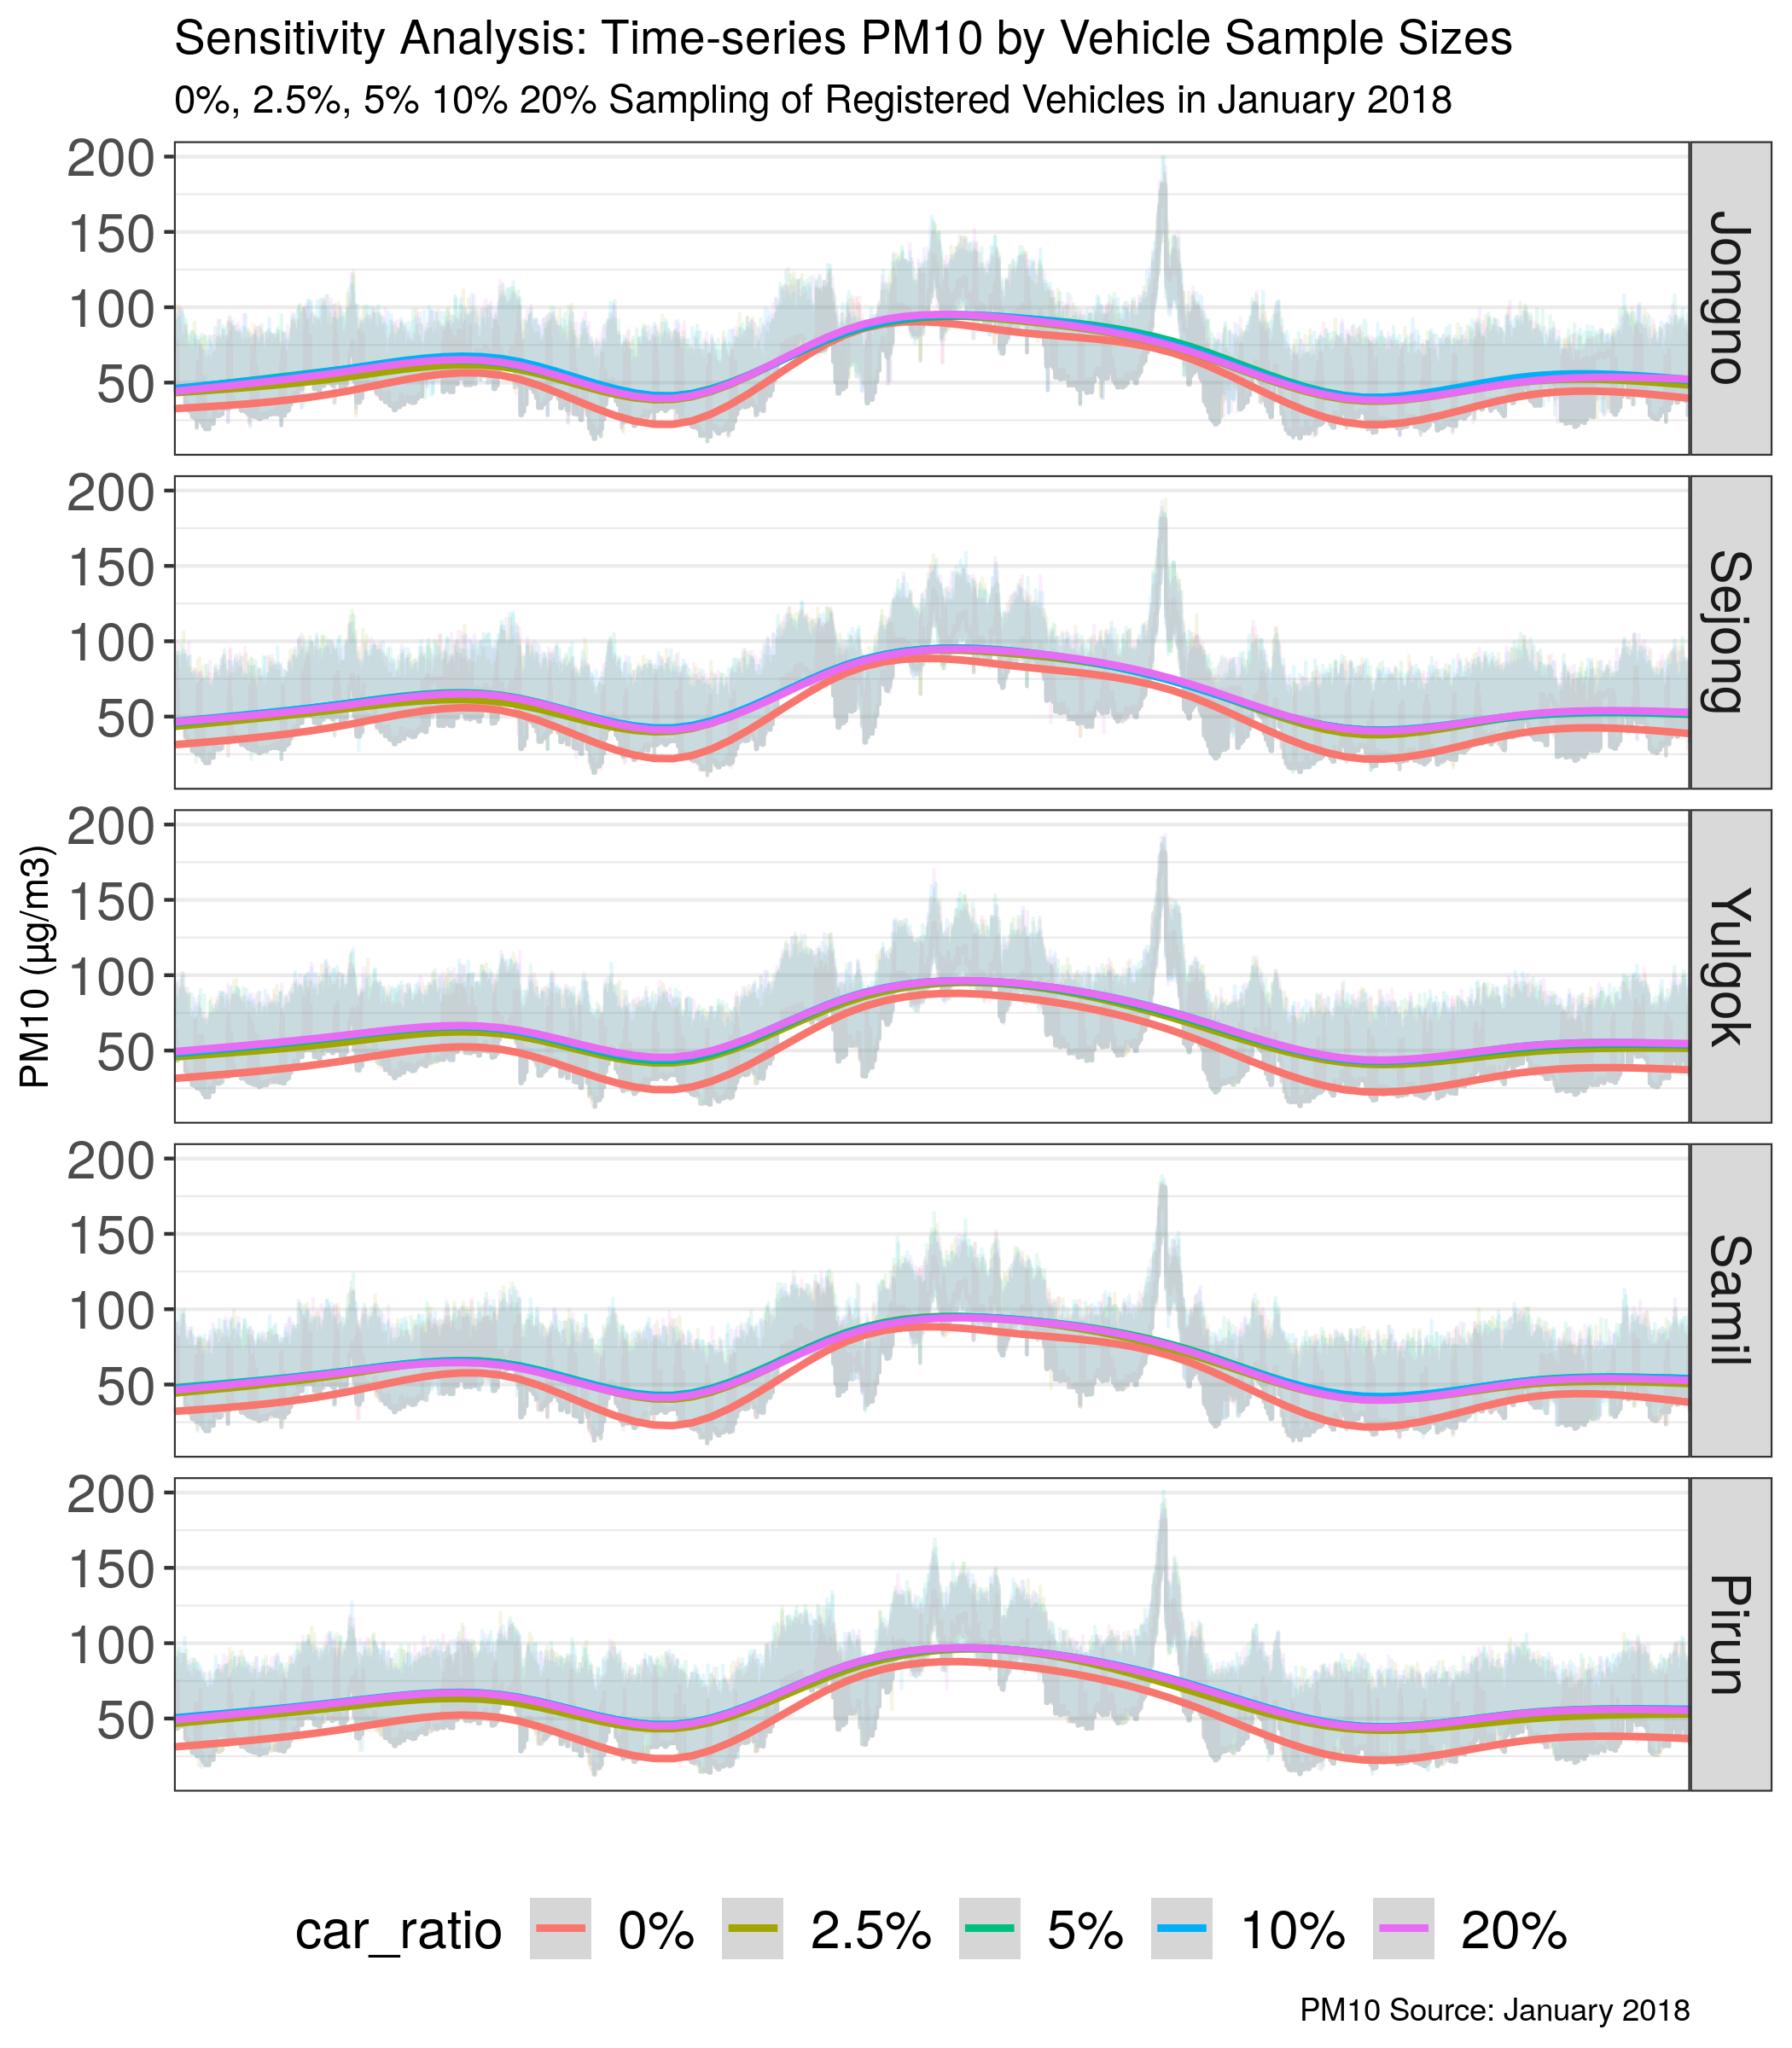 Sensitivity Analysis: Time-series PM10 by Vehicle Sample Sizes
0%, 2.5%, 5% 10% 20% Sampling of Registered Vehicles in January 2018
200
150
100
50
Jongno
200
150
100
50
Sejong
PM10 (µg/m3)
200
150
100
50
Yulgok
200
150
100
50
Samil
200
150
100
50
Pirun
car_ratio 0% 2.5% 5% 10% 20%
PM10 Source: January 2018